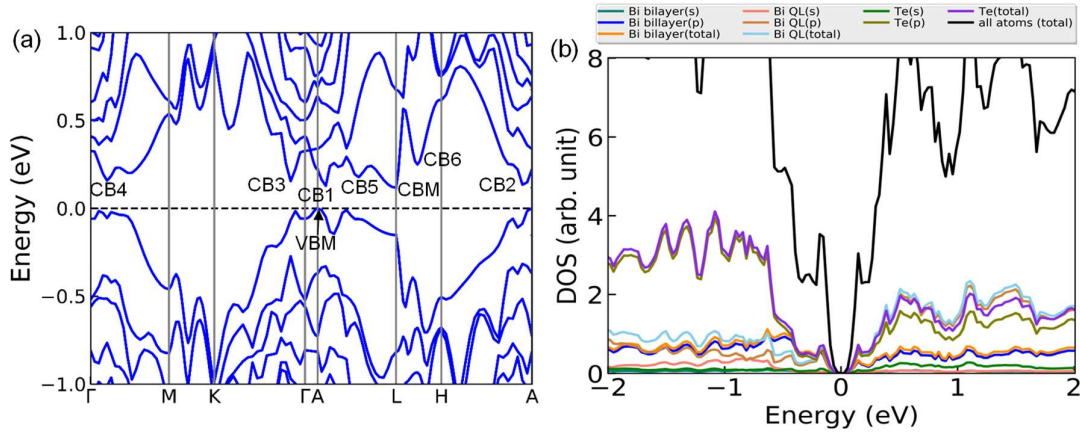 (a)
1.0
0.5
0.0
−0.5
−1.0
Energy (eV)
CB4
CB3
CB1
CB5
CBM
CB6
CB2
VBM
Γ
M
K
Γ
A
L
H
A
Bi bilayer(s)
Bi billayer(p)
Bi bilayer(total)
Bi QL(s)
Bi QL(p)
Bi QL(total)
Te(s)
Te(p)
Te(total)
all atoms (total)
(b)
8
6
4
2
0
DOS (arb. unit)
−2
−1
0
1
2
Energy (eV)